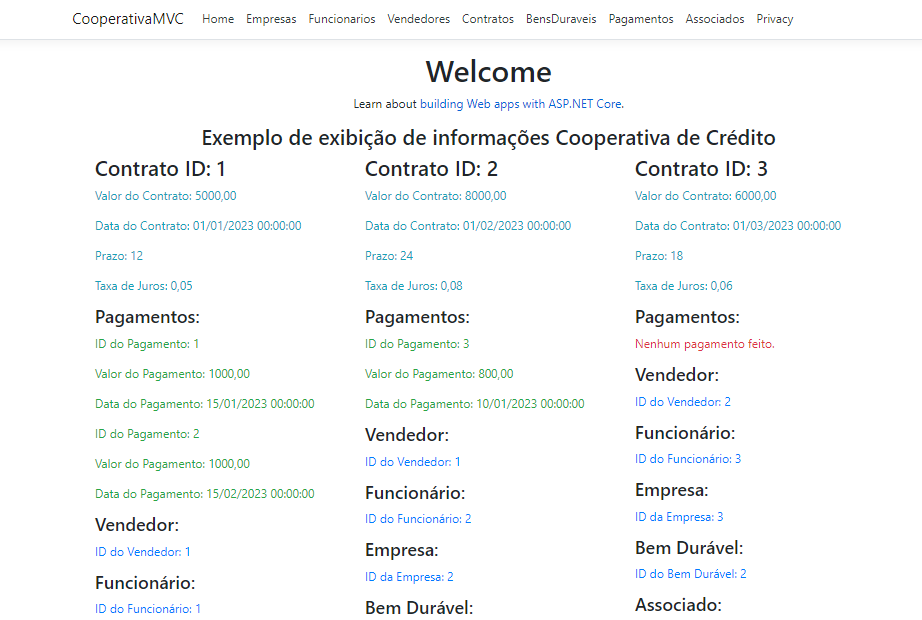 CooperativaMVC Home Empresas Funcionarios Vendedores Contratos BensDuraveis Pagamentos Associados Privacy
Welcome
Learn about building Web apps with ASP.NET Core.
Exemplo de exibição de informações Cooperativa de Crédito
Contrato ID: 1
Valor do Contrato: 5000,00
Data do Contrato: 01/01/2023 00:00:00
Prazo: 12
Taxa de Juros: 0,05
Pagamentos:
ID do Pagamento: 1
Valor do Pagamento: 1000,00
Data do Pagamento: 15/01/2023 00:00:00
ID do Pagamento: 2
Valor do Pagamento: 1000,00
Data do Pagamento: 15/02/2023 00:00:00
Vendedor:
ID do Vendedor: 1
Funcionário:
ID do Funcionário: 1
Contrato ID: 2
Valor do Contrato: 8000,00
Data do Contrato: 01/02/2023 00:00:00
Prazo: 24
Taxa de Juros: 0,08
Pagamentos:
ID do Pagamento: 3
Valor do Pagamento: 800,00
Data do Pagamento: 10/01/2023 00:00:00
Vendedor:
ID do Vendedor: 1
Funcionário:
ID do Funcionário: 2
Empresa:
ID da Empresa: 2
Bem Durável:
Contrato ID: 3
Valor do Contrato: 6000,00
Data do Contrato: 01/03/2023 00:00:00
Prazo: 18
Taxa de Juros: 0,06
Pagamentos:
Nenhum pagamento feito.
Vendedor:
ID do Vendedor: 2
Funcionário:
ID do Funcionário: 3
Empresa:
ID da Empresa: 3
Bem Durável:
ID do Bem Durável: 2
Associado: